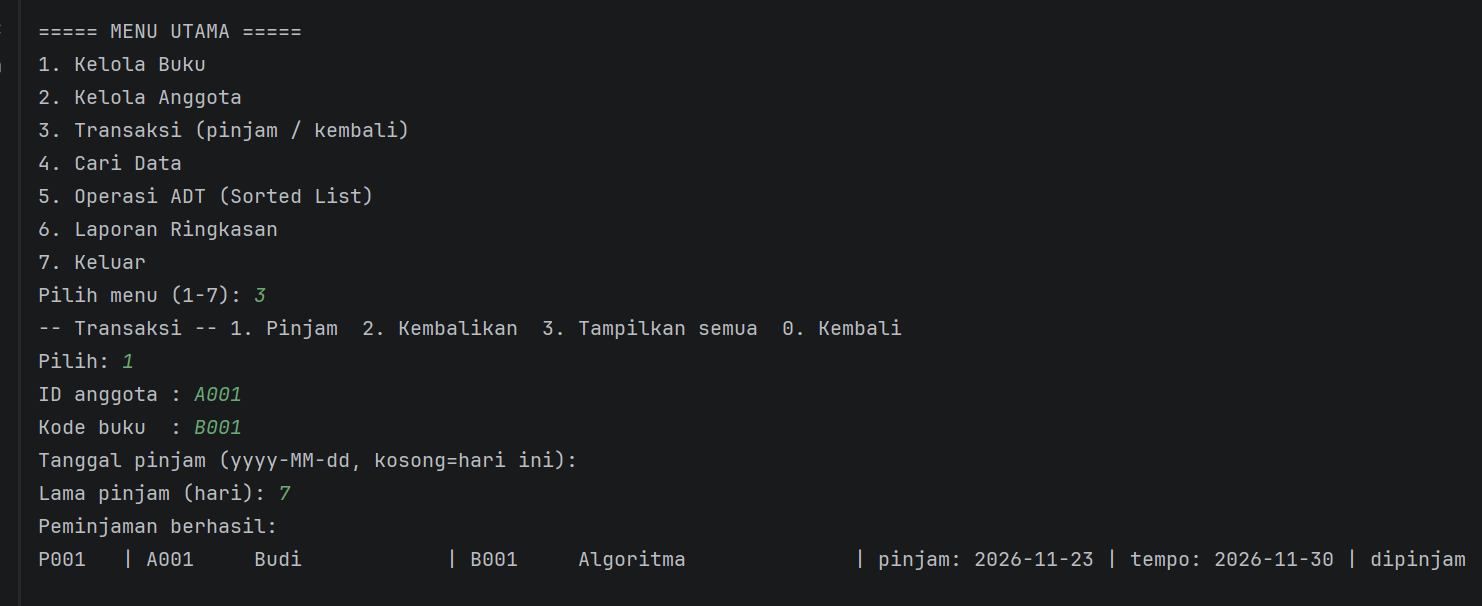 ===== MENU UTAMA =====
1. Kelola Buku
2. Kelola Anggota
3. Transaksi (pinjam / kembali)
4. Cari Data
5. Operasi ADT (Sorted List)
6. Laporan Ringkasan
7. Keluar
Pilih menu (1-7): 3
-- Transaksi -- 1. Pinjam  2. Kembalikan  3. Tampilkan semua  0. Kembali
Pilih: 1
ID anggota : A001
Kode buku  : B001
Tanggal pinjam (yyyy-MM-dd, kosong=hari ini):
Lama pinjam (hari): 7
Peminjaman berhasil:
P001   | A001     Budi            | B001     Algoritma              | pinjam: 2026-11-23 | tempo: 2026-11-30 | dipinjam